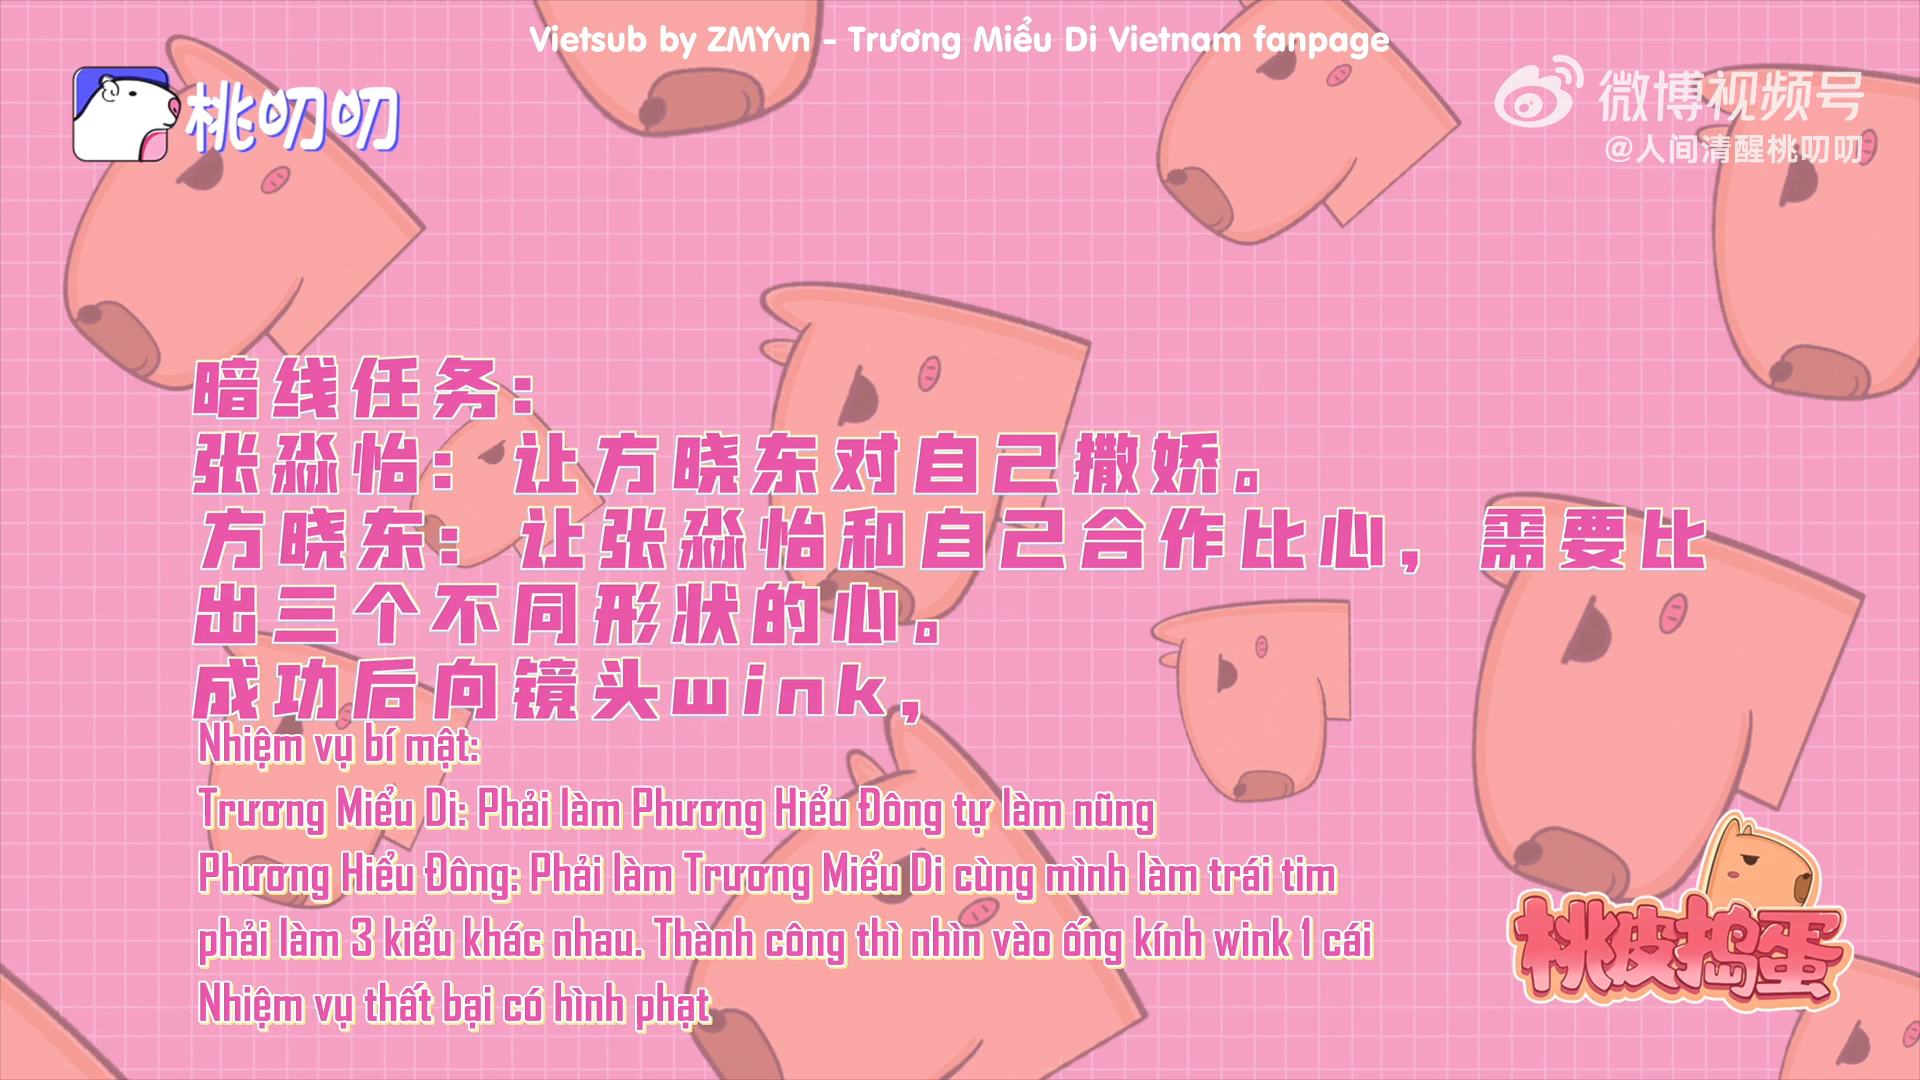 Vietsub by ZMYvn - Trương Miểu Di Vietnam fanpage
桃叨叨
微博视频号
@人间清醒桃叨叨
暗线任务:
张淼怡: 让方晓东对自己撒娇。
方晓东: 让张淼怡和自己合作比心, 需要比
出三个不同形状的心。
成功后向镜头wink,
Nhiệm vụ bí mật:
Trương Miểu Di: Phải làm Phương Hiểu Đông tự làm nũng
Phương Hiểu Đông: Phải làm Trương Miểu Di cùng mình làm trái tim
phải làm 3 kiểu khác nhau. Thành công thì nhìn vào ống kính wink 1 cái
Nhiệm vụ thất bại có hình phạt
桃皮捣蛋